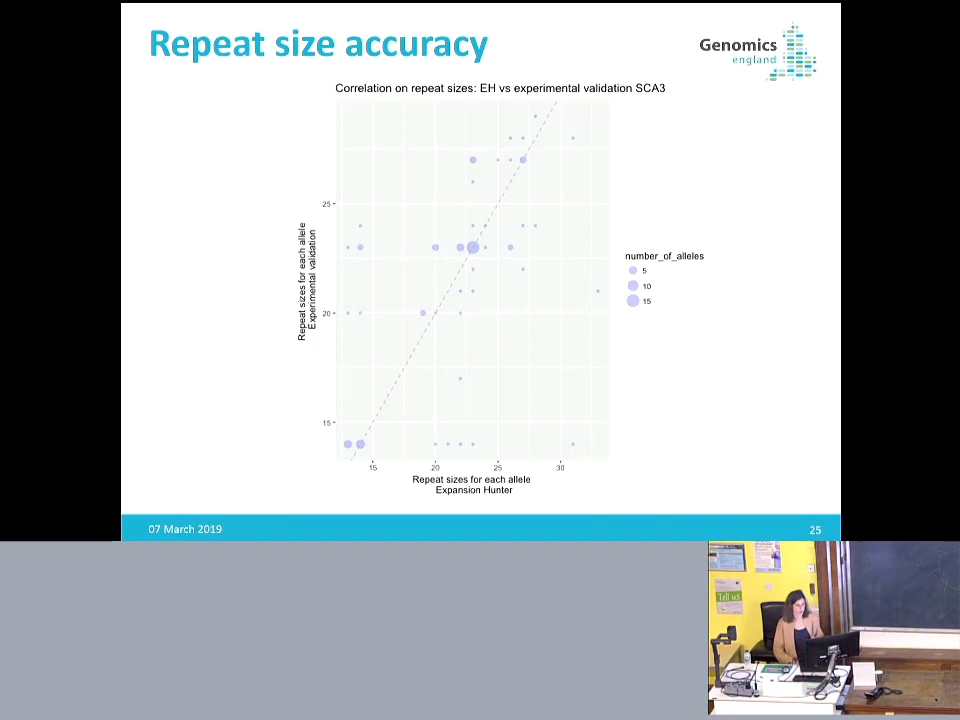 Repeat size accuracy
Genomics
england
Correlation on repeat sizes: EH vs experimental validation SCA3
Repeat sizes for each allele
Experimental validation
25
20
15
15
20
25
30
Repeat sizes for each allele
Expansion Hunter
number_of_alleles
5
10
15
07 March 2019
25
Tell us